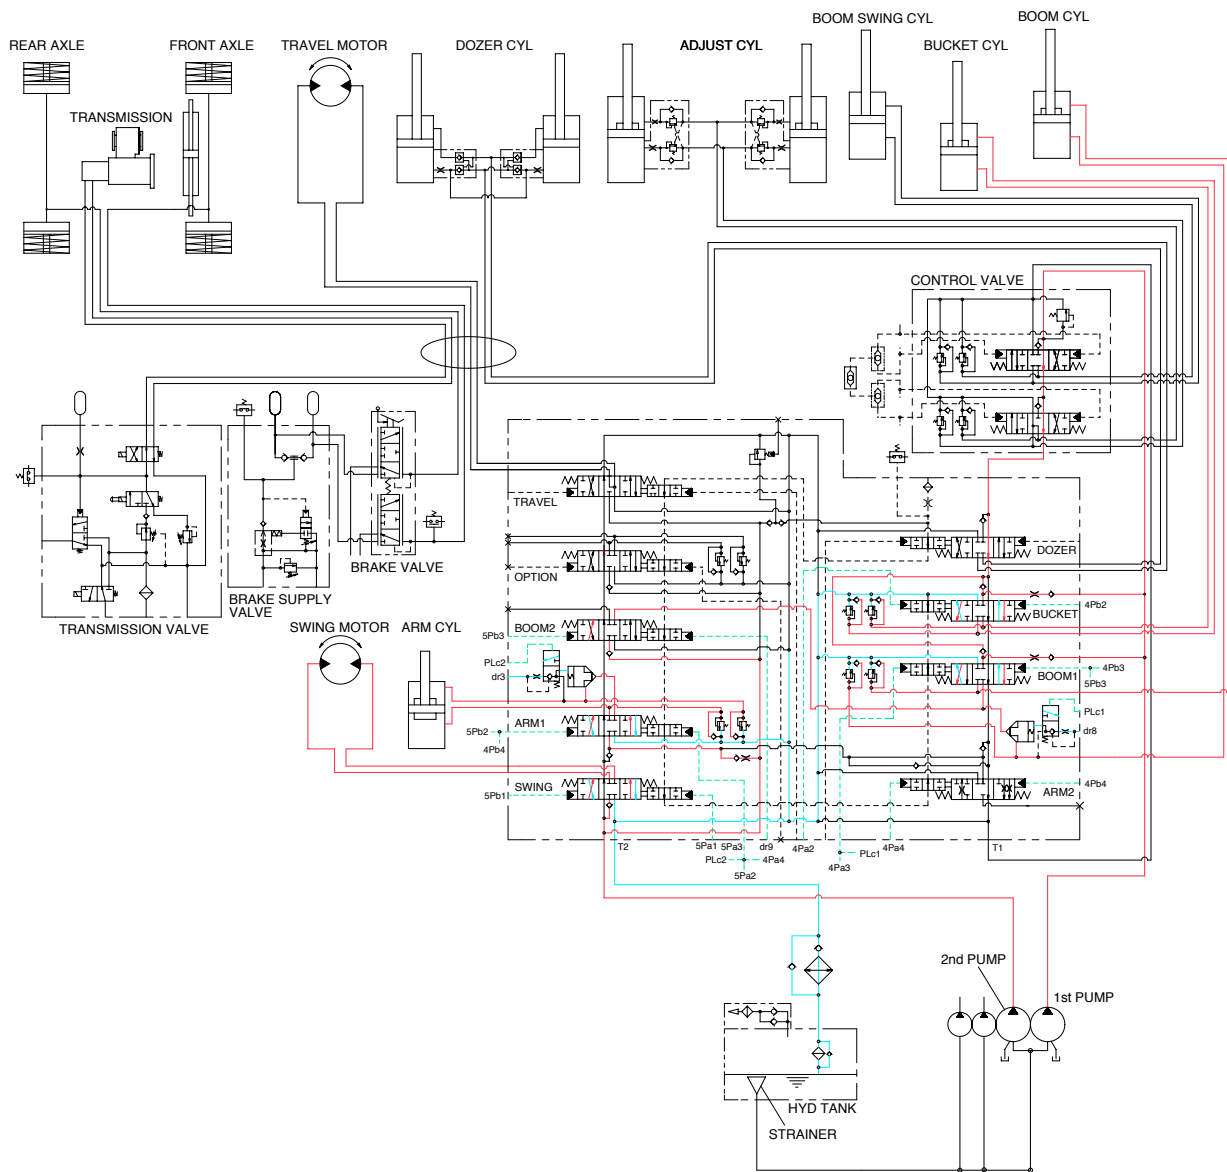 BOOM SWING CYL
BOOM CYL
REAR AXLE
FRONT AXLE
TRAVEL MOTOR
DOZER CYL
ADJUST CYL
BUCKET CYL
TRANSMISSION
CONTROL VALVE
TRAVEL
DOZER
OPTION
BRAKE VALVE
BRAKE SUPPLY
VALVE
TRANSMISSION VALVE
SWING MOTOR
ARM CYL
BUCKET
4Pb2
5Pb3
BOOM2
PLc2
dr3
BOOM1
4Pb3
5Pb3
PLc1
dr8
5Pb2
4Pb4
ARM1
5Pb1
SWING
ARM2
4Pb4
T2
5Pa1
5Pa3
dr9
4Pa2
4Pa4
T1
PLc2
4Pa4
5Pa2
PLc1
4Pa3
2nd PUMP
1st PUMP
HYD TANK
STRAINER